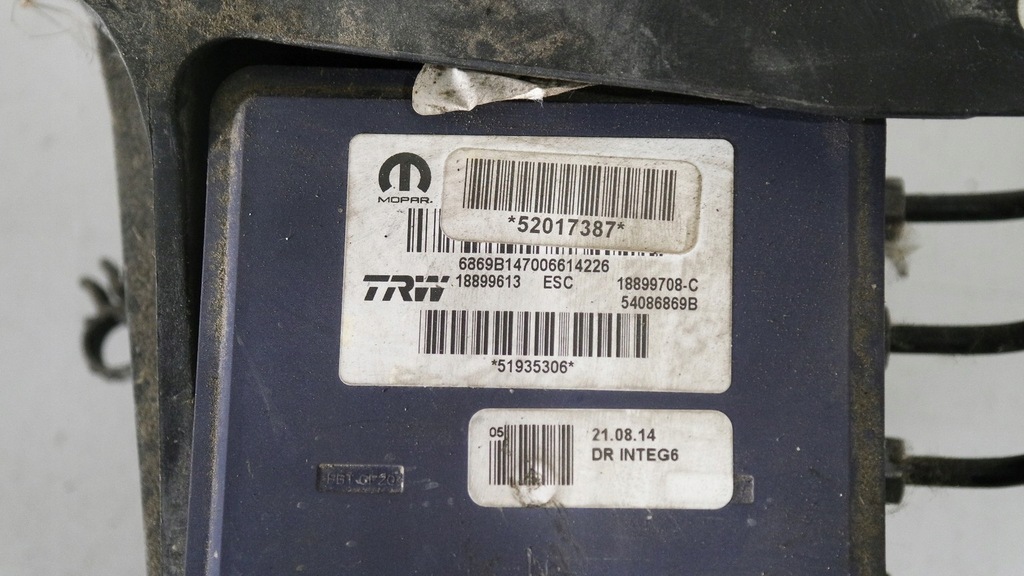 MOPAR
*52017387*
6869B147006614226
TRW 18899613 ESC 18899708-C
54086869B
*51935306*
05 21.08.14
DR INTEG6